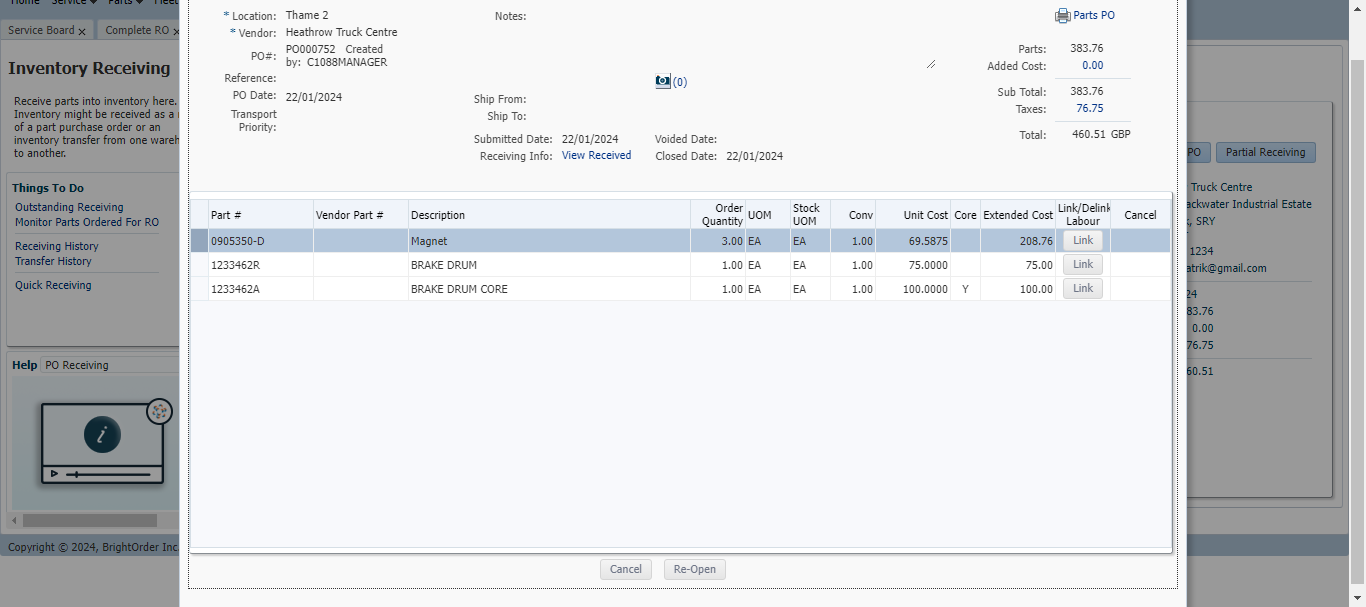 Home Service Parts Fleet
Service Board x Complete RO x
Inventory Receiving
Receive parts into inventory here.
Inventory might be received as a
of a part purchase order or an
inventory transfer from one
to another.
Things To Do
Outstanding Receiving
Monitor Parts Ordered For RO
Receiving History
Transfer History
Quick Receiving
Help PO Receiving
i
Copyright © 2024, BrightOrder Inc
* Location: Thame 2
* Vendor: Heathrow Truck Centre
PO#: PO000752 Created
by: C1088MANAGER
Reference:
PO Date: 22/01/2024
Transport
Priority:
Notes:
(0)
Ship From:
Ship To:
Submitted Date: 22/01/2024 Voided Date:
Receiving Info: View Received Closed Date: 22/01/2024
Parts PO
Parts: 383.76
Added Cost: 0.00
Sub Total: 383.76
Taxes: 76.75
Total: 460.51 GBP
Part # Vendor Part # Description Order Quantity UOM Stock UOM Conv Unit Cost Core Extended Cost Link/Delink Labour Cancel
0905350-D Magnet 3.00 EA EA 1.00 69.5875 208.76 Link
1233462R BRAKE DRUM 1.00 EA EA 1.00 75.0000 75.00 Link
1233462A BRAKE DRUM CORE 1.00 EA EA 1.00 100.0000 Y 100.00 Link
Cancel Re-Open
PO Partial Receiving
Truck Centre
ackwater Industrial Estate
, SRY
1234
atrik@gmail.com
24
83.76
0.00
76.75
60.51